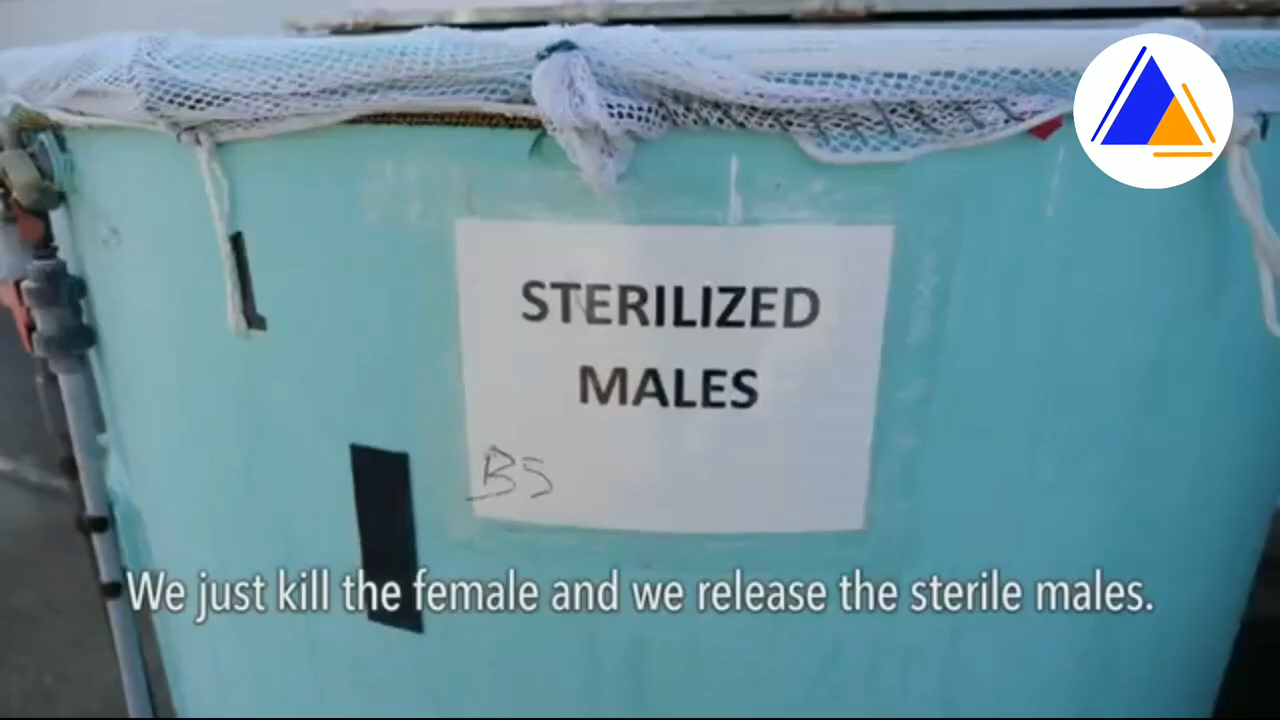 STERILIZED
MALES
B5
We just kill the female and we release the sterile males.